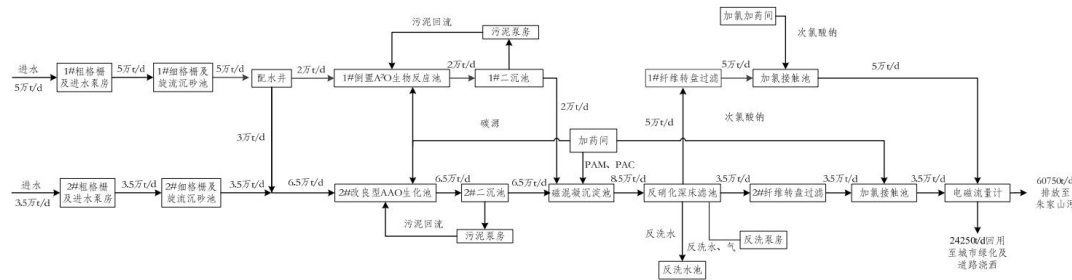 加氯加药间
次氯酸钠
污泥回流
污泥泵房
进水
5万t/d
1#粗格栅
及进水泵房
5万t/d
1#细格栅及
旋流沉砂池
5万t/d
配水井
2万t/d
1#倒置A²O生物反应池
2万t/d
1#二沉池
1#纤维转盘过滤
5万t/d
加氯接触池
5万t/d
2万t/d
3万t/d
碳源
加药间
次氯酸钠
5万t/d
PAM、PAC
进水
3.5万t/d
2#粗格栅
及进水泵房
3.5万t/d
2#细格栅及
旋流沉砂池
3.5万t/d
6.5万t/d
2#改良型AAO生化池
6.5万t/d
2#二沉池
6.5万t/d
磁混凝沉淀池
8.5万t/d
反硝化深床滤池
3.5万t/d
2#纤维转盘过滤
3.5万t/d
加氯接触池
3.5万t/d
电磁流量计
60750t/d
排放至
朱家山河
污泥回流
污泥泵房
反洗水
反洗水、气
反洗泵房
反洗水池
24250t/d回用
至城市绿化及
道路浇洒